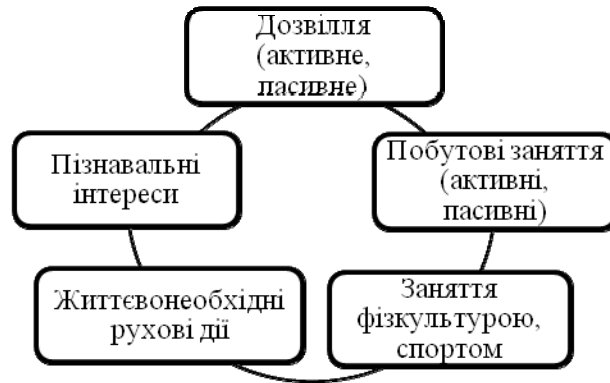 Дозвілля
(активне,
пасивне)
Побутові заняття
(активні,
пасивні)
Заняття
фізкультурою,
спортом
Життєвонеобхідні
рухові дії
Пізнавальні
інтереси